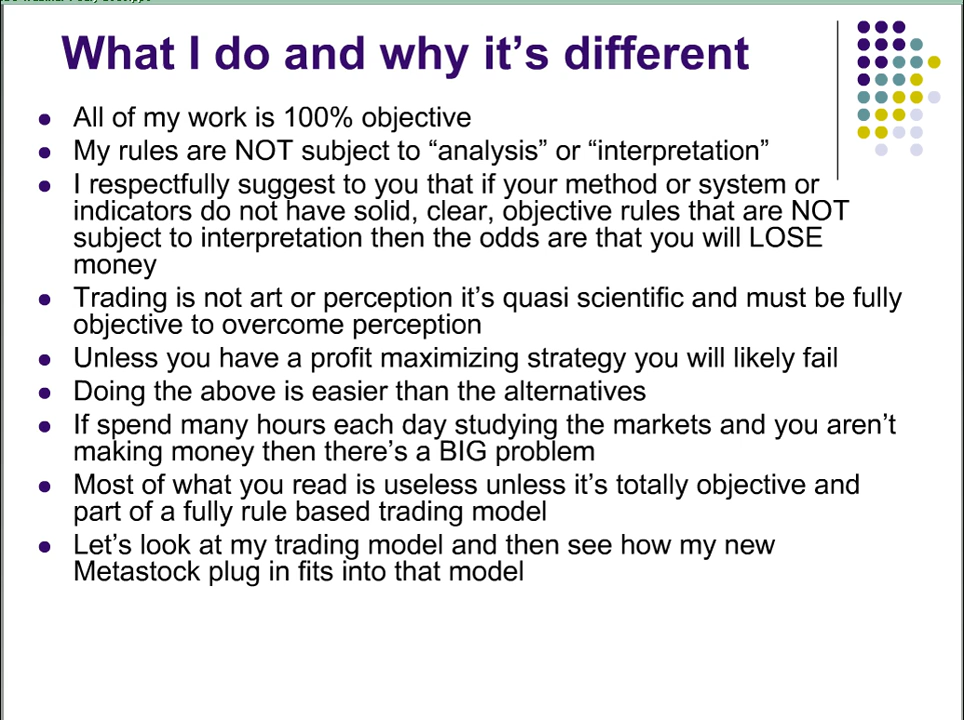 What I do and why it's different
All of my work is 100% objective
My rules are NOT subject to “analysis” or “interpretation”
I respectfully suggest to you that if your method or system or
indicators do not have solid, clear, objective rules that are NOT
subject to interpretation then the odds are that you will LOSE
money
Trading is not art or perception it's quasi scientific and must be fully
objective to overcome perception
Unless you have a profit maximizing strategy you will likely fail
Doing the above is easier than the alternatives
If spend many hours each day studying the markets and you aren't
making money then there's a BIG problem
Most of what you read is useless unless it's totally objective and
part of a fully rule based trading model
Let's look at my trading model and then see how my new
Metastock plug in fits into that model